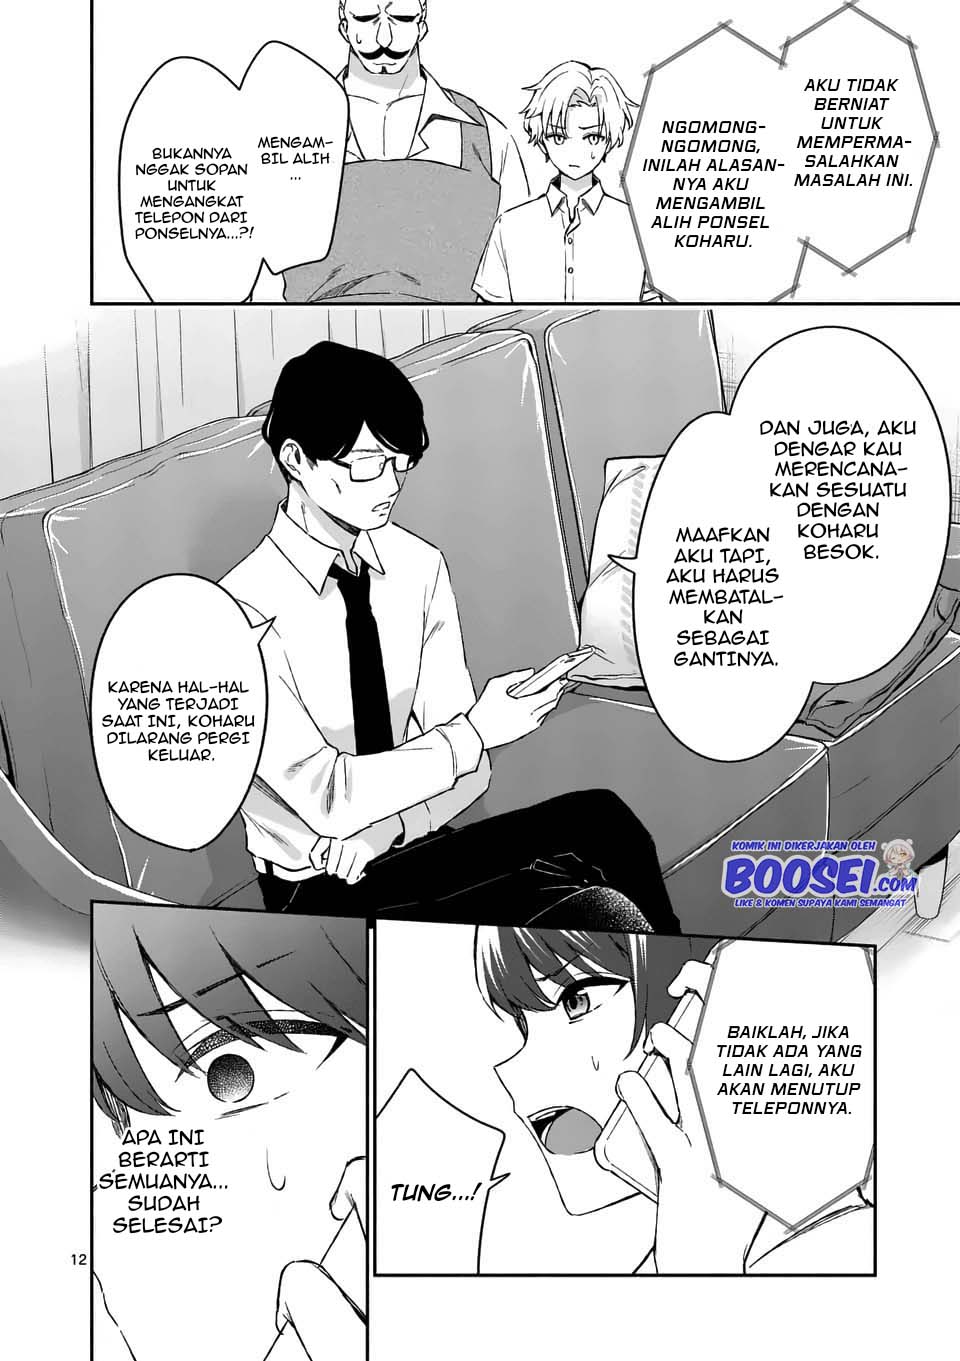 AKU TIDAK
BERNIAT
UNTUK
MEMPERMA-
SALAHKAN
MASALAH INI.
NGOMONG-
NGOMONG,
INILAH ALASAN-
NYA AKU
MENGAMBIL
ALIH PONSEL
KOHARU.
MENGAM-
BIL ALIH
...
BUKANNYA
NGGAK SOPAN
UNTUK
MENGANGKAT
TELEPON DARI
PONSELNYA...?!
DAN JUGA, AKU
DENGAR KAU
MERENCANA-
KAN SESUATU
DENGAN
KOHARU
BESOK.
MAAFKAN
AKU TAPI,
AKU HARUS
MEMBATAL-
KAN
SEBAGAI
GANTINYA.
KARENA HAL-HAL
YANG TERJADI
SAAT INI, KOHARU
DILARANG PERGI
KELUAR.
KOMIK INI DIKERJAKAN OLEH
BOOSEI.COM
LIKE & KOMEN SUPAYA KAMI SEMANGAT
BAIKLAH, JIKA
TIDAK ADA YANG
LAIN LAGI, AKU
AKAN MENUTUP
TELEPONNYA.
TUNG...!
APA INI
BERARTI
SEMUANYA...
SUDAH
SELESAI?
12